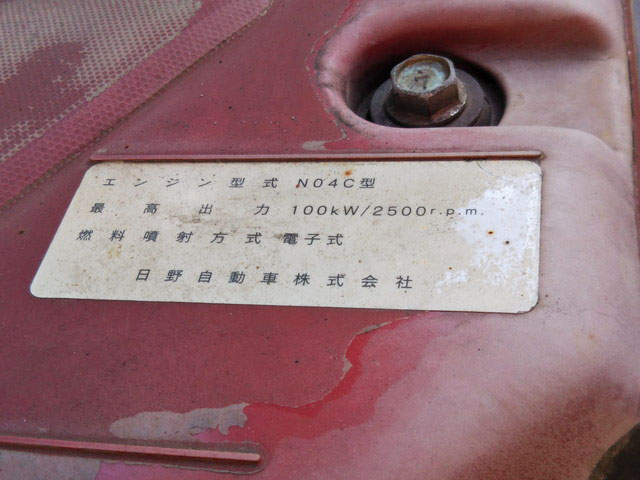 エンジン型式 N04C型
最高出力 100kW/2500r.p.m.
燃料噴射方式 電子式
日野自動車株式会社